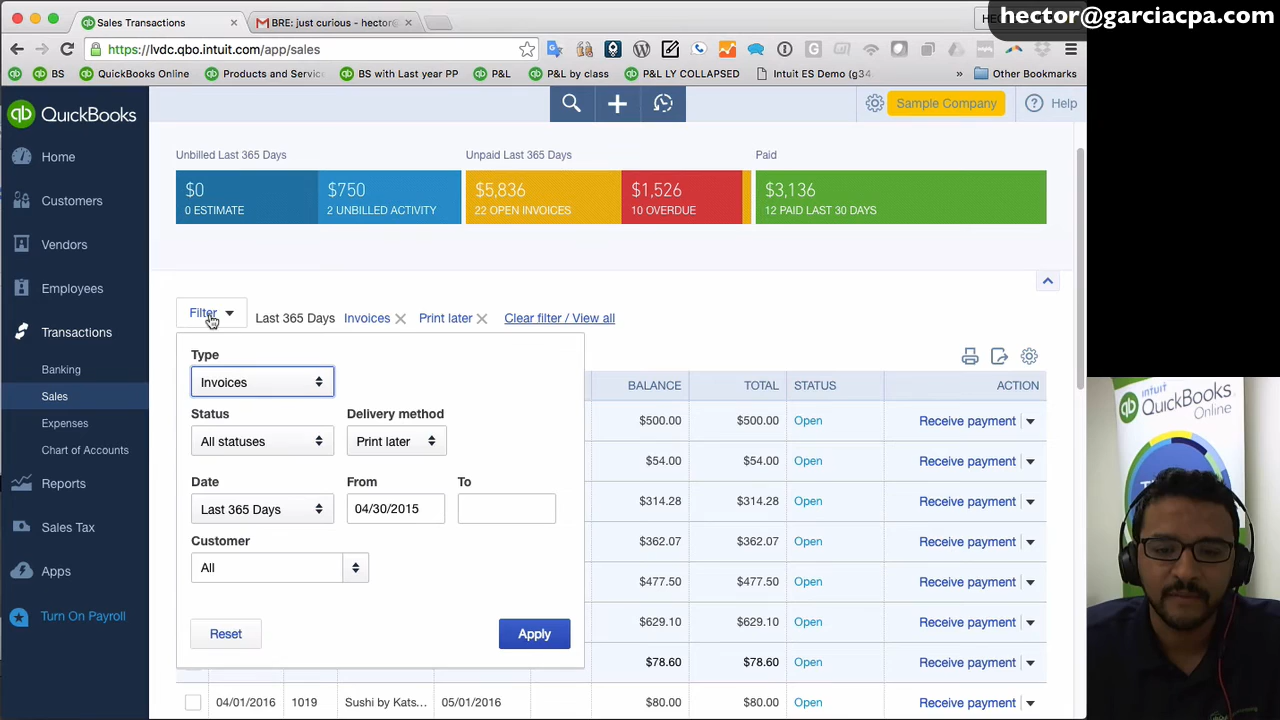 Sales Transactions
BRE: just curious - hector@
hector@garciacpa.com
https://lvdc.qbo.intuit.com/app/sales
BS
QuickBooks Online
Products and Servic
BS with Last year PP
P&L
P&L by class
P&L LY COLLAPSED
Intuit ES Demo (g34
»
Other Bookmarks
qb QuickBooks
Sample Company
Help
Home
Customers
Vendors
Employees
Transactions
Banking
Sales
Expenses
Chart of Accounts
Reports
Sales Tax
Apps
Turn On Payroll
Unbilled Last 365 Days
Unpaid Last 365 Days
Paid
$0
0 ESTIMATE
$750
2 UNBILLED ACTIVITY
$5,836
22 OPEN INVOICES
$1,526
10 OVERDUE
$3,136
12 PAID LAST 30 DAYS
Filter
Last 365 Days
Invoices
Print later
Clear filter / View all
Type
Invoices
Status
Delivery method
All statuses
Print later
Date
From
To
Last 365 Days
04/30/2015
Customer
All
Reset
Apply
BALANCE TOTAL STATUS ACTION
$500.00 $500.00 Open Receive payment
$54.00 $54.00 Open Receive payment
$314.28 $314.28 Open Receive payment
$362.07 $362.07 Open Receive payment
$477.50 $477.50 Open Receive payment
$629.10 $629.10 Open Receive payment
$78.60 $78.60 Open Receive payment
04/01/2016 1019 Sushi by Kats... 05/01/2016 $80.00 $80.00 Open Receive payment
intuit
qb QuickBooks
Online